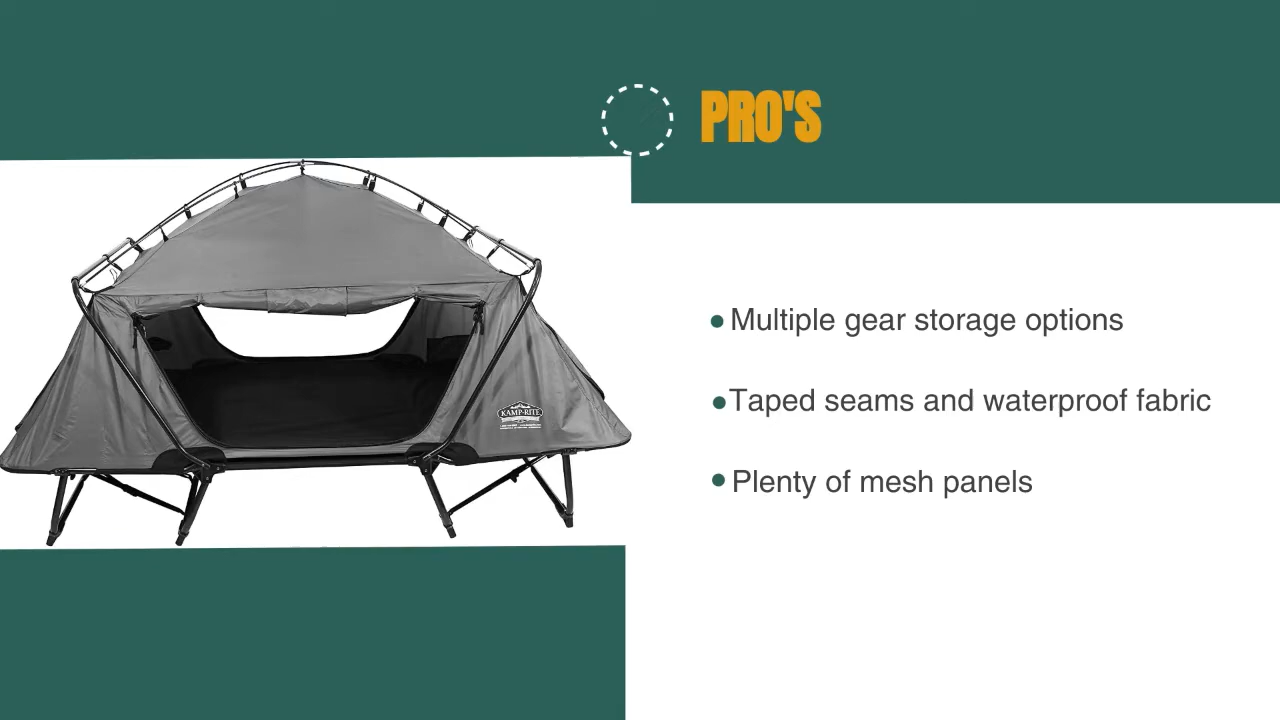 PRO'S
Multiple gear storage options
Taped seams and waterproof fabric
Plenty of mesh panels
KAMP-RITE